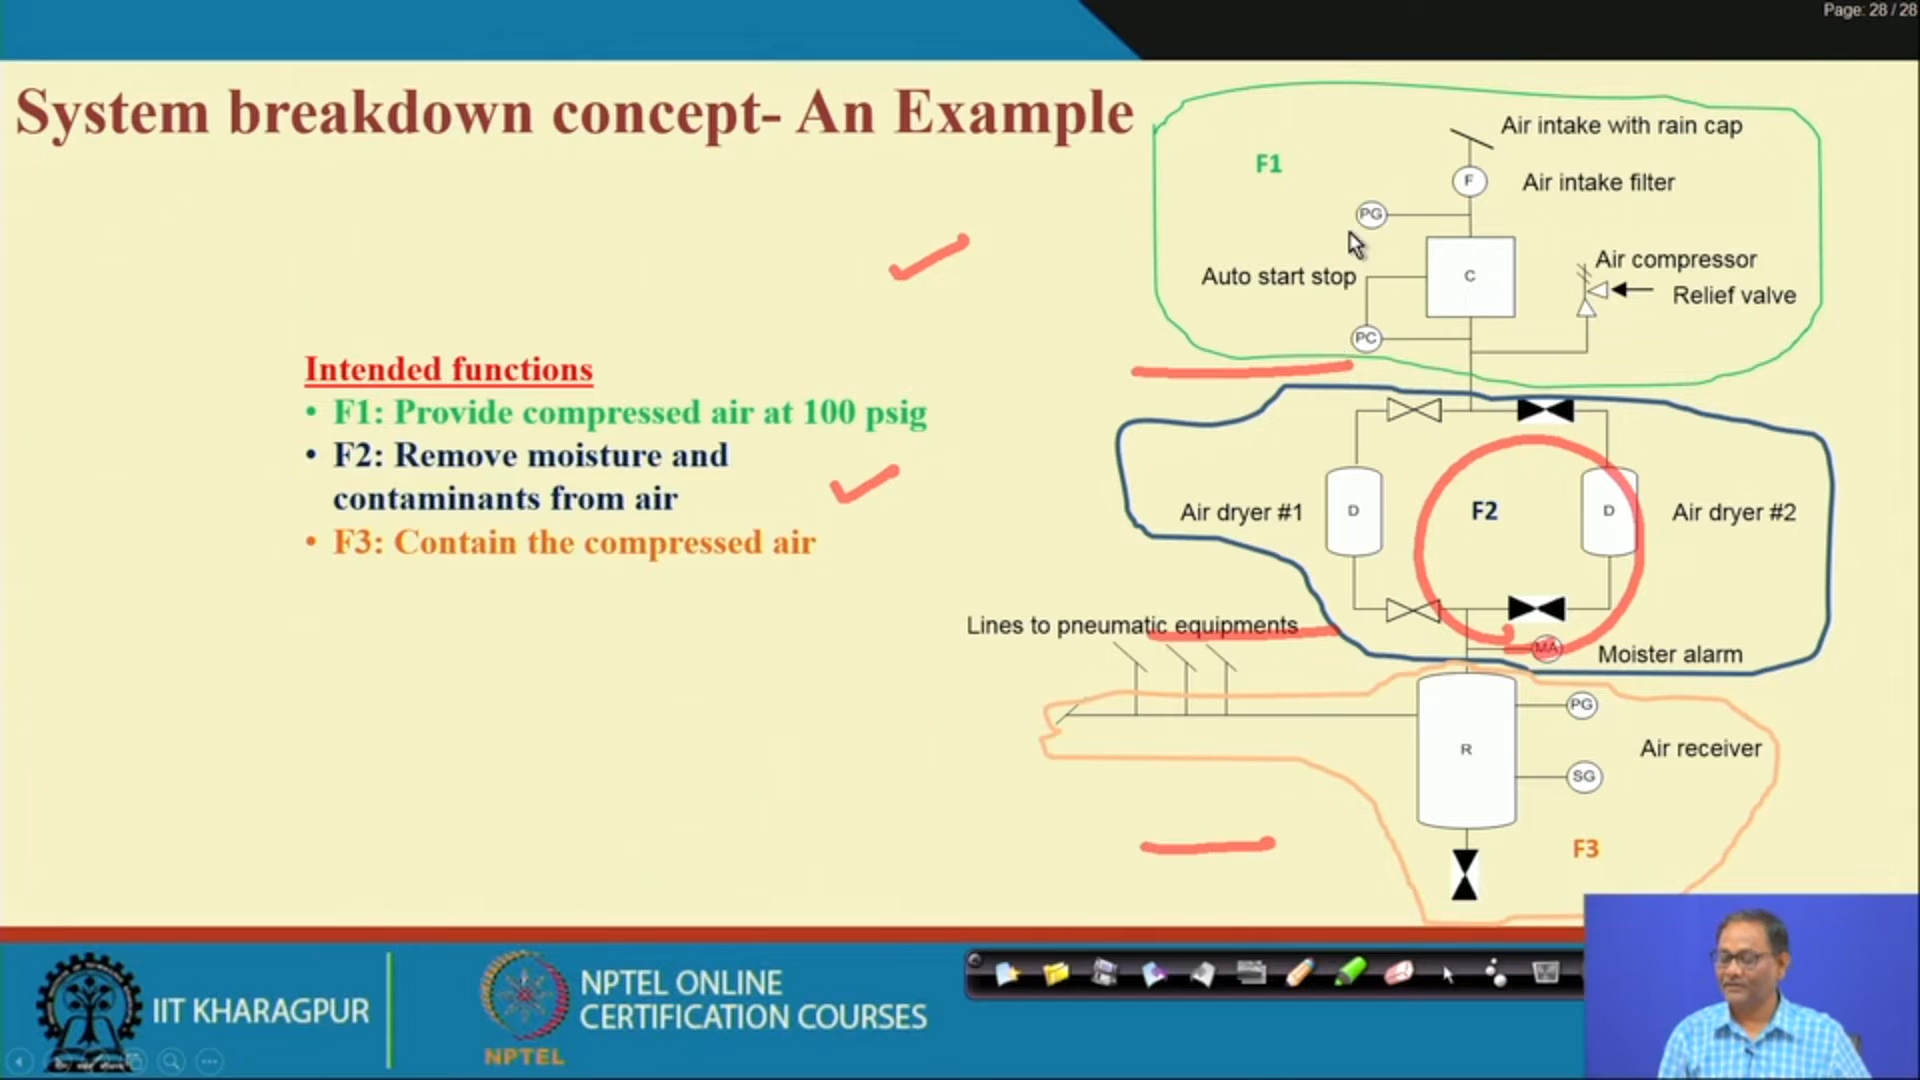 Page: 28 / 28
System breakdown concept- An Example
Air intake with rain cap
F1
F
Air intake filter
PG
Auto start stop
C
Air compressor
Relief valve
PC
Intended functions
• F1: Provide compressed air at 100 psig
• F2: Remove moisture and
contaminants from air
• F3: Contain the compressed air
Air dryer #1
D
F2
D
Air dryer #2
Lines to pneumatic equipments
MA
Moister alarm
PG
R
Air receiver
SG
F3
IIT KHARAGPUR
NPTEL
NPTEL ONLINE
CERTIFICATION COURSES